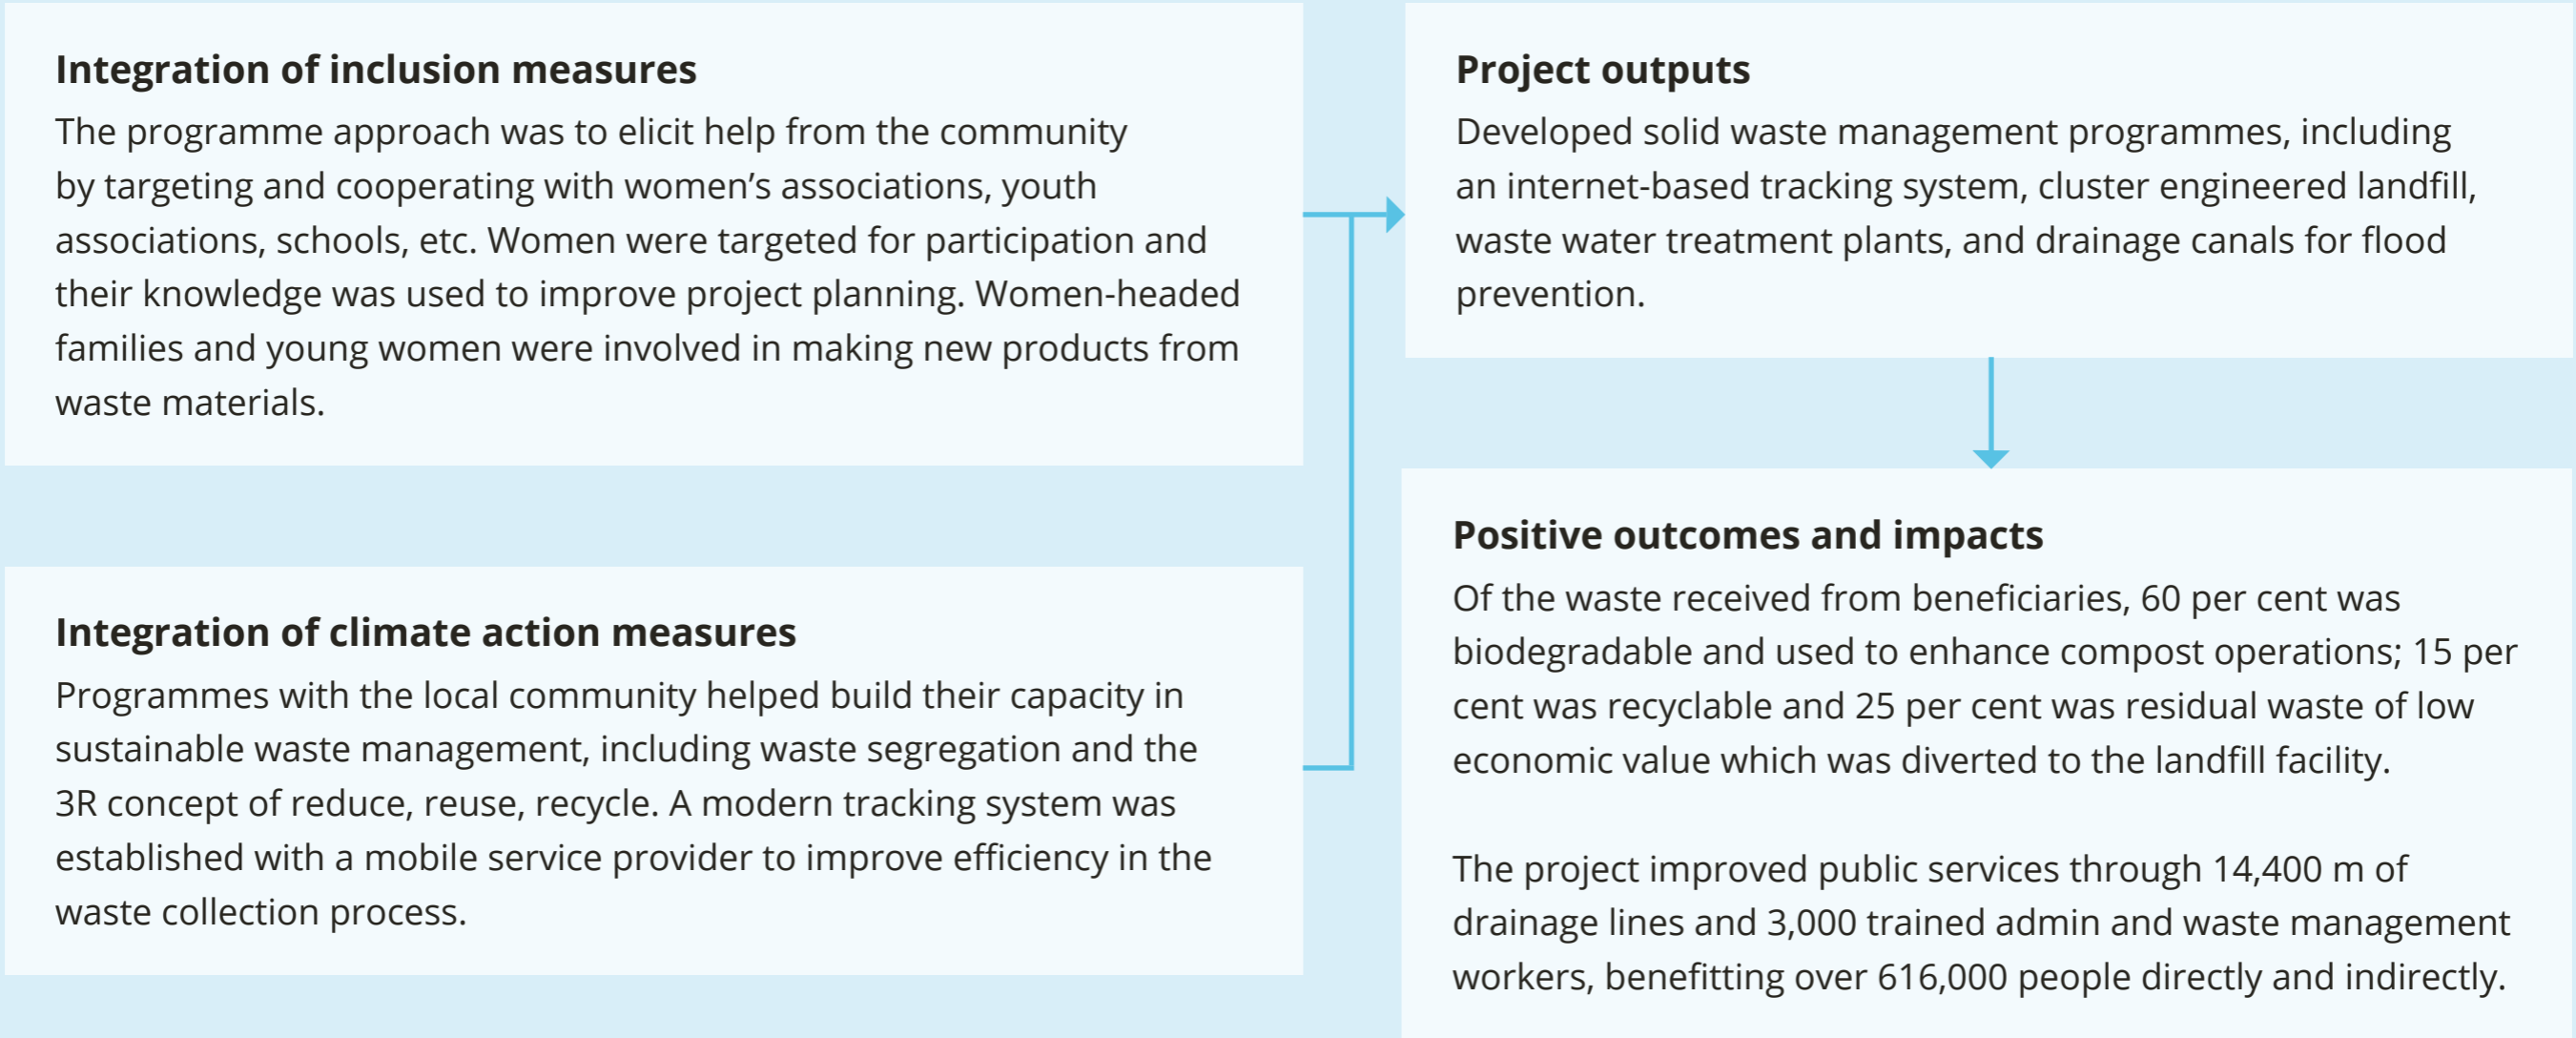 Integration of inclusion measures
The programme approach was to elicit help from the community
by targeting and cooperating with women’s associations, youth
associations, schools, etc. Women were targeted for participation and
their knowledge was used to improve project planning. Women-headed
families and young women were involved in making new products from
waste materials.
Integration of climate action measures
Programmes with the local community helped build their capacity in
sustainable waste management, including waste segregation and the
3R concept of reduce, reuse, recycle. A modern tracking system was
established with a mobile service provider to improve efficiency in the
waste collection process.
Project outputs
Developed solid waste management programmes, including
an internet-based tracking system, cluster engineered landfill,
waste water treatment plants, and drainage canals for flood
prevention.
Positive outcomes and impacts
Of the waste received from beneficiaries, 60 per cent was
biodegradable and used to enhance compost operations; 15 per
cent was recyclable and 25 per cent was residual waste of low
economic value which was diverted to the landfill facility.
The project improved public services through 14,400 m of
drainage lines and 3,000 trained admin and waste management
workers, benefitting over 616,000 people directly and indirectly.